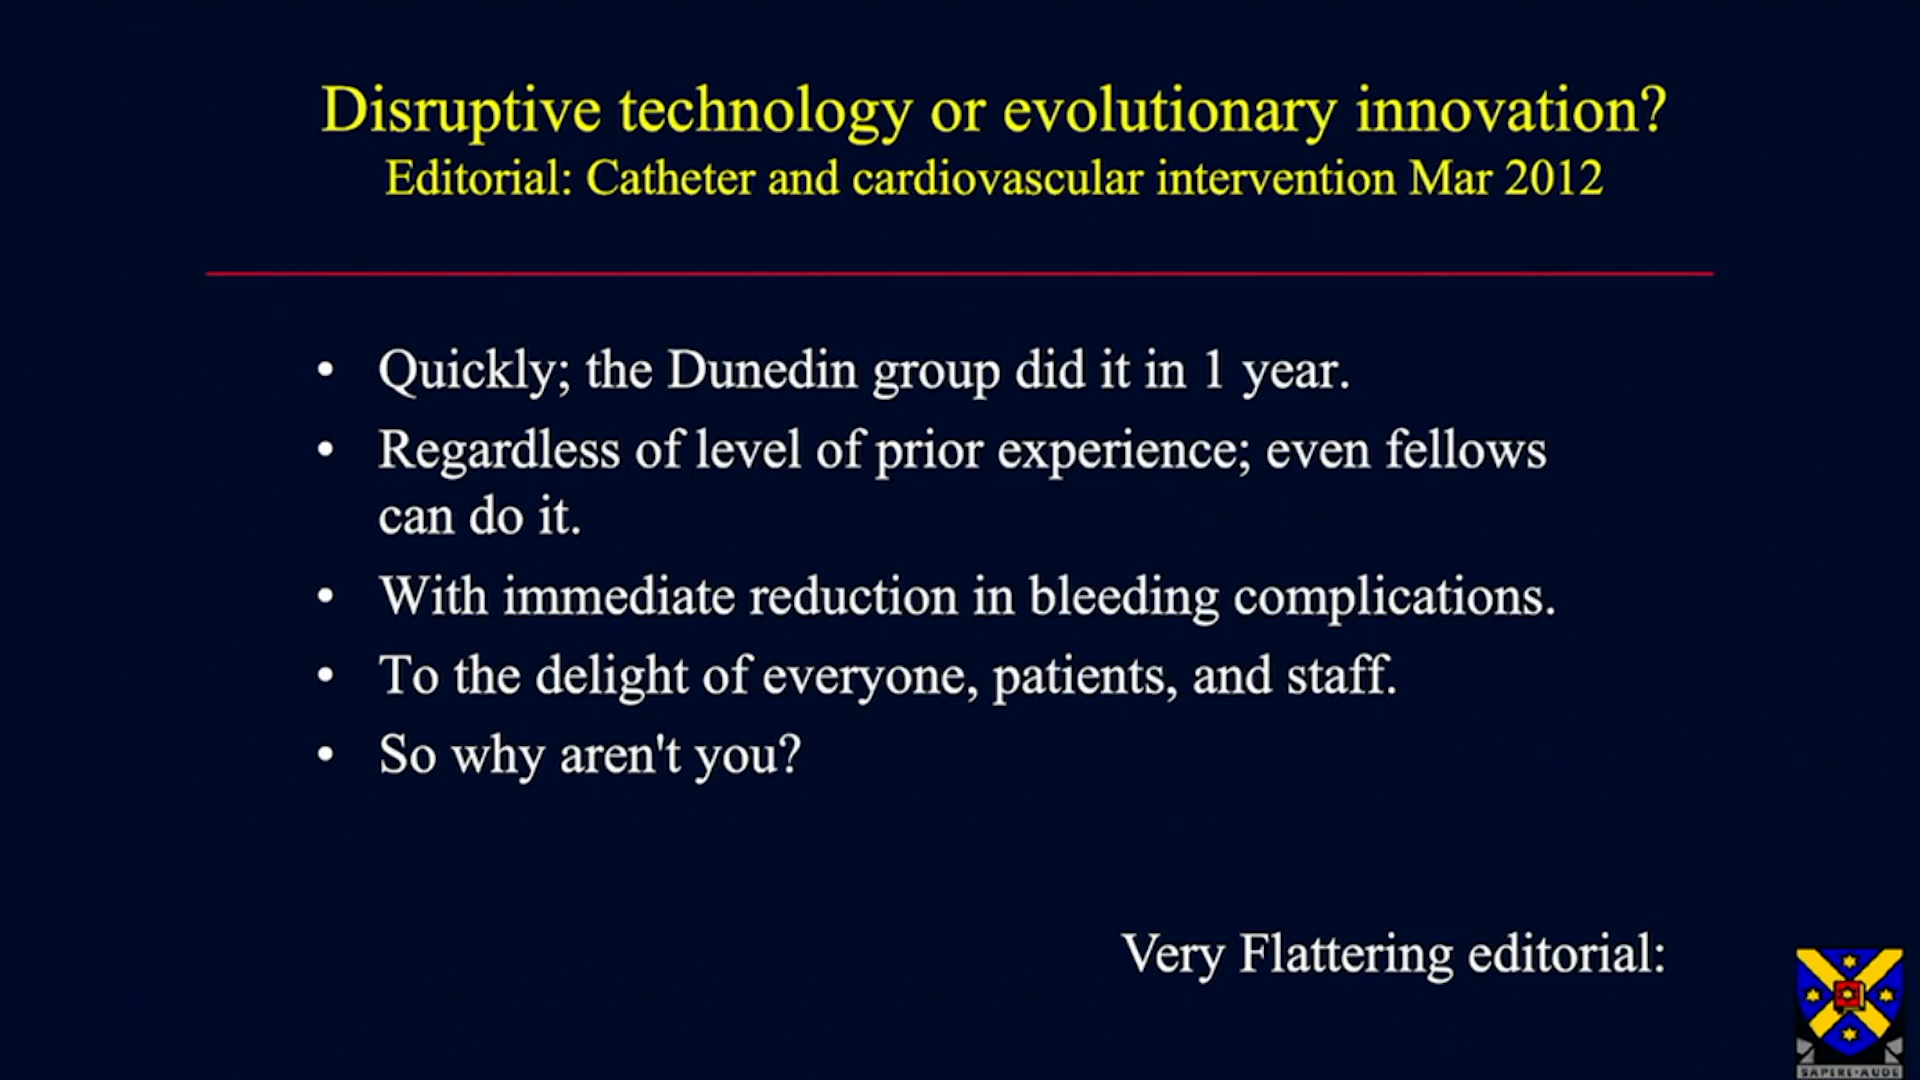 Disruptive technology or evolutionary innovation?
Editorial: Catheter and cardiovascular intervention Mar 2012
• Quickly; the Dunedin group did it in 1 year.
• Regardless of level of prior experience; even fellows
can do it.
• With immediate reduction in bleeding complications.
• To the delight of everyone, patients, and staff.
• So why aren't you?
Very Flattering editorial:
SAPERE·AUDE